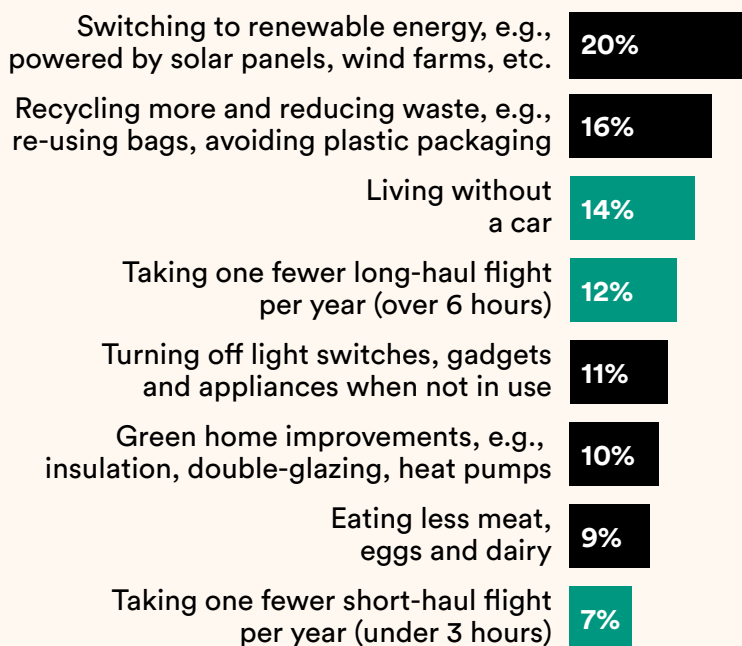 Switching to renewable energy, e.g.,
powered by solar panels, wind farms, etc.
20%
Recycling more and reducing waste, e.g.,
re-using bags, avoiding plastic packaging
16%
Living without
a car
14%
Taking one fewer long-haul flight
per year (over 6 hours)
12%
Turning off light switches, gadgets
and appliances when not in use
11%
Green home improvements, e.g.,
insulation, double-glazing, heat pumps
10%
Eating less meat,
eggs and dairy
9%
Taking one fewer short-haul flight
per year (under 3 hours)
7%